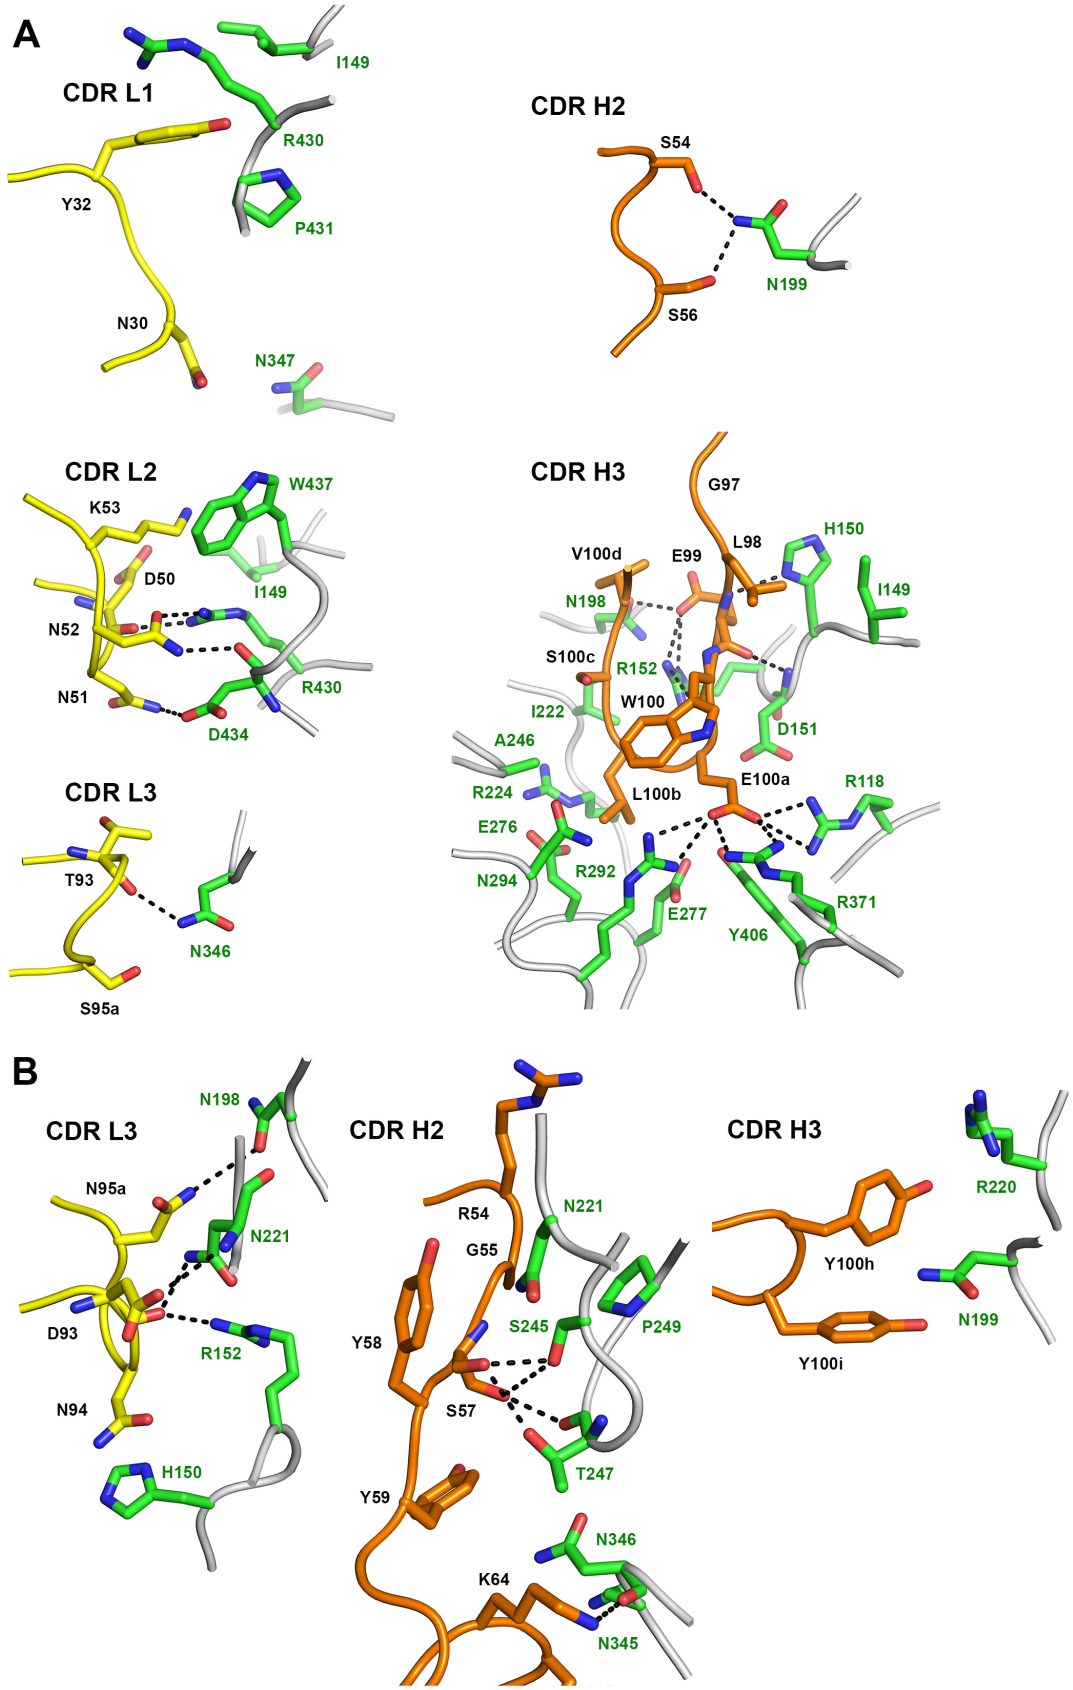 A
CDR L1
I149
R430
Y32
P431
N30
N347
CDR H2
S54
N199
S56
CDR L2
W437
K53
D50
I149
N52
R430
N51
D434
CDR H3
G97
H150
L98
V100d
E99
I149
N198
S100c
R152
W100
I222
D151
A246
E100a
R118
R224
L100b
E276
R292
N294
E277
R371
Y406
CDR L3
T93
N346
S95a
B
CDR L3
N198
N95a
N221
D93
R152
N94
H150
CDR H2
R54
N221
G55
S245
P249
Y58
S57
T247
Y59
N346
K64
N345
CDR H3
R220
Y100h
N199
Y100i